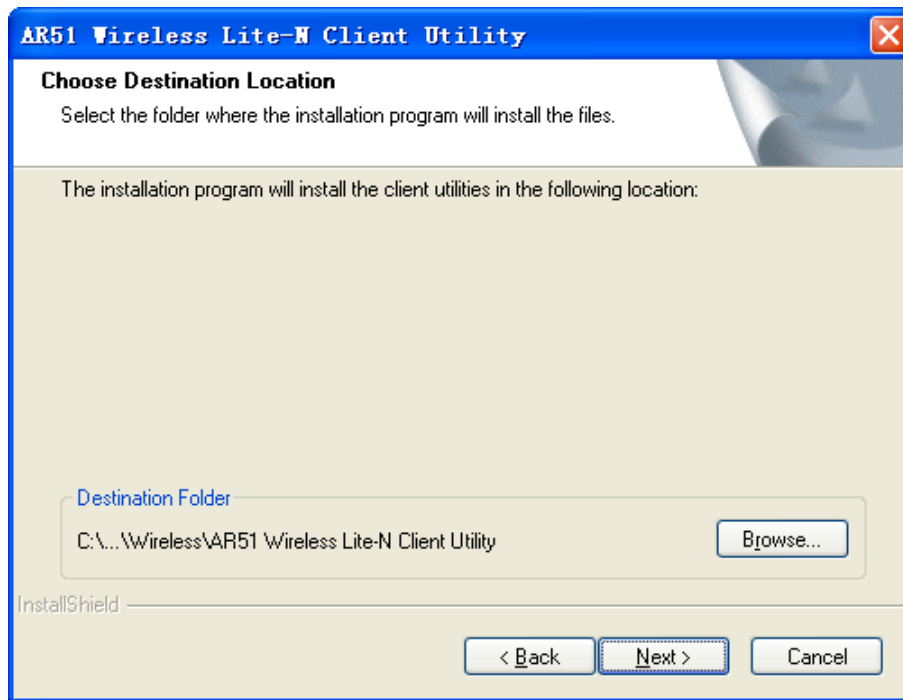 AR51 Wireless Lite-N Client Utility
Choose Destination Location
Select the folder where the installation program will install the files.
The installation program will install the client utilities in the following location:
Destination Folder
C:\...\Wireless\AR51 Wireless Lite-N Client Utility
Browse...
InstallShield
< Back
Next >
Cancel